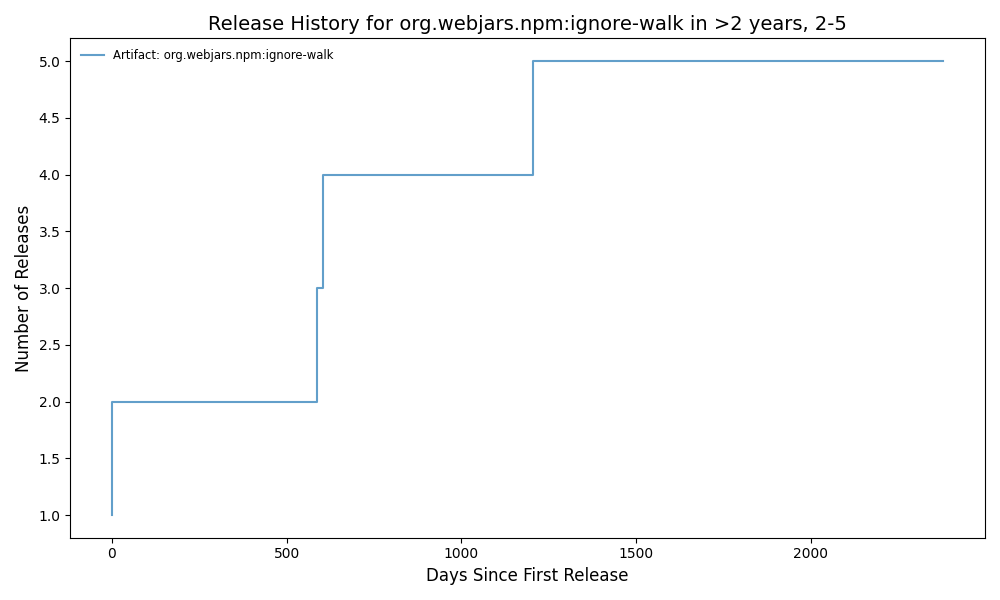 Release History for org.webjars.npm:ignore-walk in >2 years, 2-5
Artifact: org.webjars.npm:ignore-walk
5.0
4.5
4.0
3.5
3.0
2.5
2.0
1.5
1.0
Number of Releases
0 500 1000 1500 2000
Days Since First Release